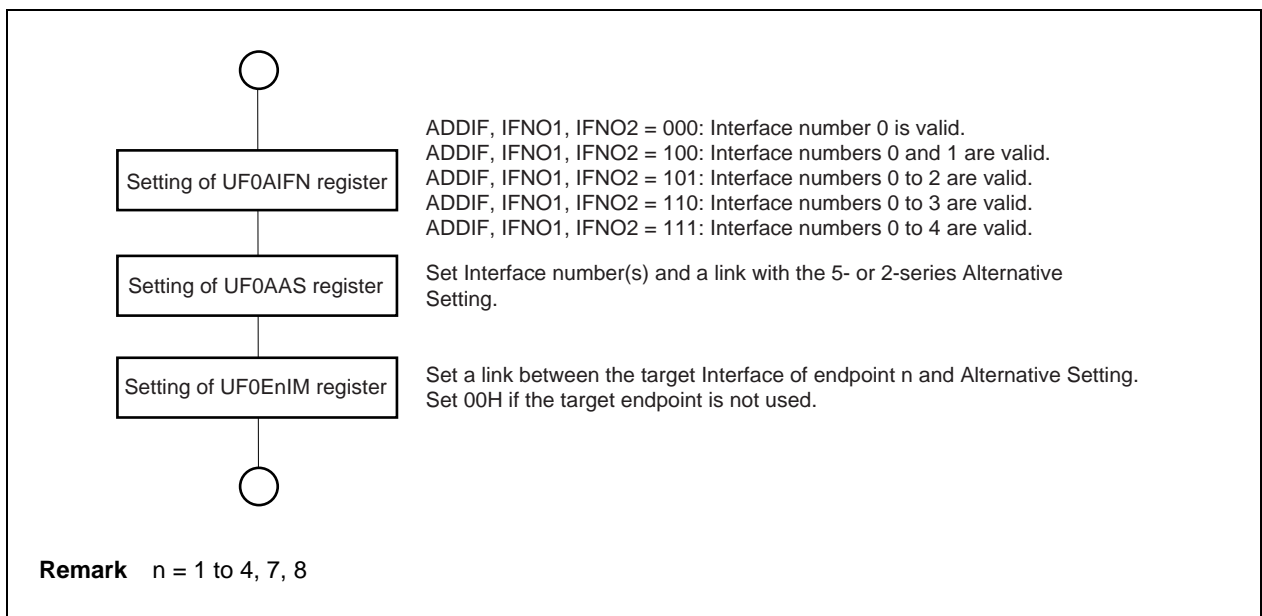 ADDIF, IFNO1, IFNO2 = 000: Interface number 0 is valid.
Setting of UF0AIFN register
ADDIF, IFNO1, IFNO2 = 100: Interface numbers 0 and 1 are valid.
ADDIF, IFNO1, IFNO2 = 101: Interface numbers 0 to 2 are valid.
ADDIF, IFNO1, IFNO2 = 110: Interface numbers 0 to 3 are valid.
ADDIF, IFNO1, IFNO2 = 111: Interface numbers 0 to 4 are valid.
Setting of UF0AAS register
Set Interface number(s) and a link with the 5- or 2-series Alternative
Setting.
Setting of UF0EnIM register
Set a link between the target Interface of endpoint n and Alternative Setting.
Set 00H if the target endpoint is not used.
Remark n = 1 to 4, 7, 8